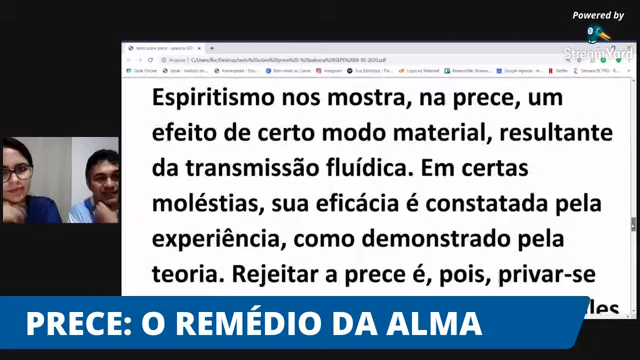 Powered by
StreamYard
Espiritismo nos mostra, na prece, um
efeito de certo modo material, resultante
da transmissão fluídica. Em certas
moléstias, sua eficácia é constatada pela
experiência, como demonstrado pela
teoria. Rejeitar a prece é, pois, privar-se
PRECE: O REMÉDIO DA ALMA